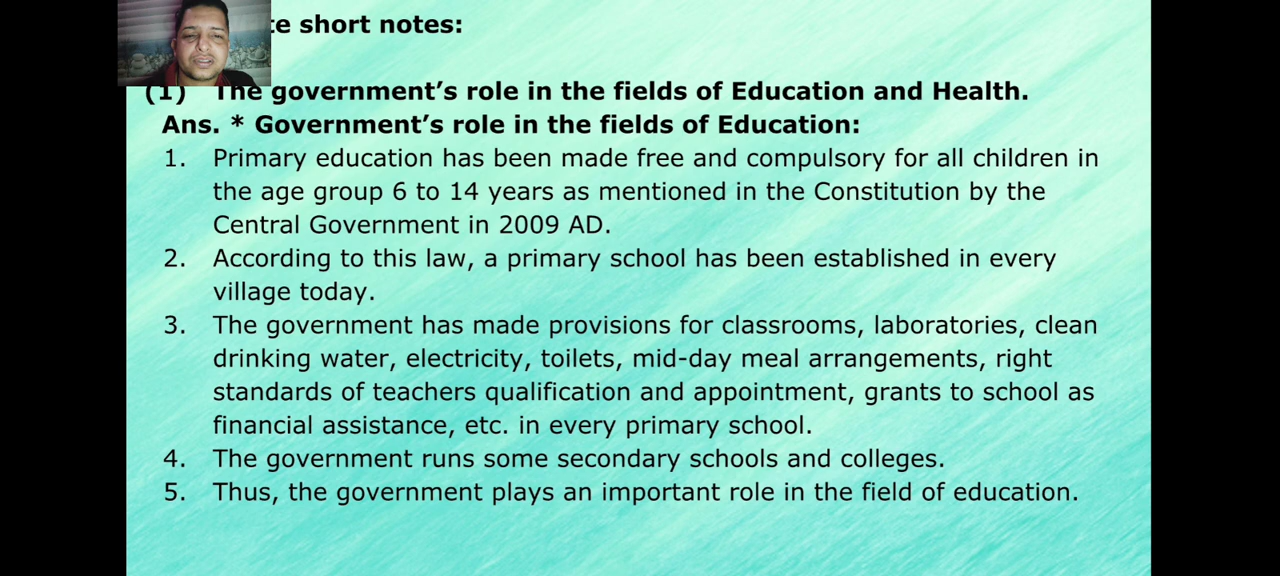 te short notes:
(1) The government's role in the fields of Education and Health.
Ans. * Government's role in the fields of Education:
1. Primary education has been made free and compulsory for all children in
the age group 6 to 14 years as mentioned in the Constitution by the
Central Government in 2009 AD.
2. According to this law, a primary school has been established in every
village today.
3. The government has made provisions for classrooms, laboratories, clean
drinking water, electricity, toilets, mid-day meal arrangements, right
standards of teachers qualification and appointment, grants to school as
financial assistance, etc. in every primary school.
4. The government runs some secondary schools and colleges.
5. Thus, the government plays an important role in the field of education.